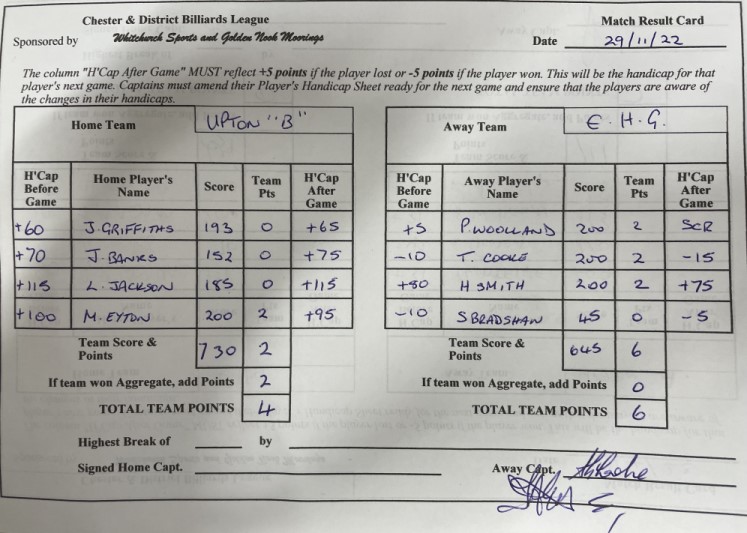 Chester & District Billiards League
Match Result Card
Sponsored by Whitchurch Sports and Golden Nook Moorings
Date 29/11/22
The column "H'Cap After Game" MUST reflect +5 points if the player lost or -5 points if the player won. This will be the handicap for that
player's next game. Captains must amend their Player's Handicap Sheet ready for the next game and ensure that the players are aware of
the changes in their handicaps.
Home Team UPTON "B"
H'Cap Before Game Home Player's Name Score Team Pts H'Cap After Game
+60 J. GRIFFITHS 193 0 +65
+70 J. BANKS 152 0 +75
+115 L. JACKSON 185 0 +115
+100 M. EYTON 200 2 +95
Team Score & Points 730 2
If team won Aggregate, add Points 2
TOTAL TEAM POINTS 4
Away Team E. H. G.
H'Cap Before Game Away Player's Name Score Team Pts H'Cap After Game
+5 P. WOOLLAND 200 2 SCR
-10 T. COOKE 200 2 -15
+80 H SMITH 200 2 +75
-10 S BRADSHAW 45 0 -5
Team Score & Points 645 6
If team won Aggregate, add Points 0
TOTAL TEAM POINTS 6
Highest Break of by
Signed Home Capt.
Away Capt.